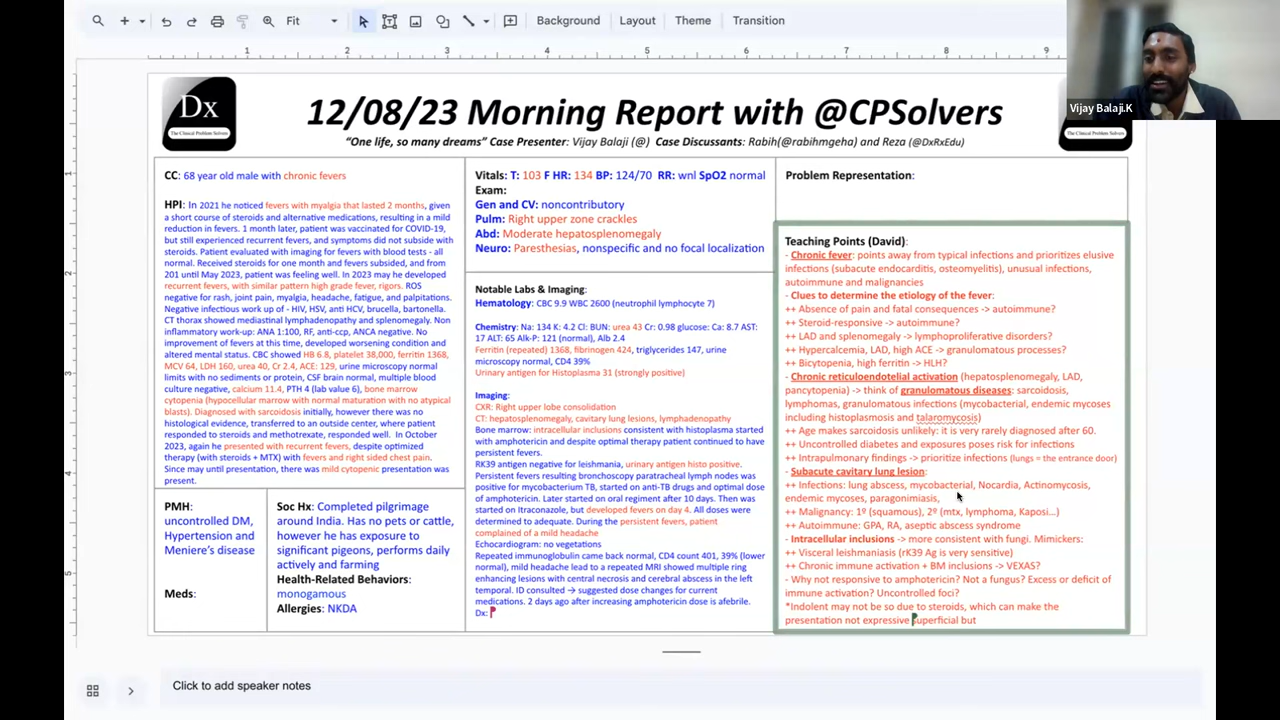 Fit
Background
Layout
Theme
Transition
1
2
3
4
5
6
7
8
9
Vijay Balaji.K
Dx
The Clinical Problem Solvers
12/08/23 Morning Report with @CPSolvers
“One life, so many dreams” Case Presenter: Vijay Balaji (@) Case Discussants: Rabih(@rabihmgeha) and Reza (@DxRxEdu)
The Clinical Problem Solvers
CC: 68 year old male with chronic fevers
HPI: In 2021 he noticed fevers with myalgia that lasted 2 months, given
a short course of steroids and alternative medications, resulting in a mild
reduction in fevers. 1 month later, patient was vaccinated for COVID-19,
but still experienced recurrent fevers, and symptoms did not subside with
steroids. Patient evaluated with imaging for fevers with blood tests - all
normal. Received steroids for one month and fevers subsided, and from
201 until May 2023, patient was feeling well. In 2023 may he developed
recurrent fevers, with similar pattern high grade fever, rigors. ROS
negative for rash, joint pain, myalgia, headache, fatigue, and palpitations.
Negative infectious work up of - HIV, HSV, anti HCV, brucella, bartonella.
CT thorax showed mediastinal lymphadenopathy and splenomegaly. Non
inflammatory work-up: ANA 1:100, RF, anti-ccp, ANCA negative. No
improvement of fevers at this time, developed worsening condition and
altered mental status. CBC showed HB 6.8, platelet 38,000, ferritin 1368,
MCV 64, LDH 160, urea 40, Cr 2.4, ACE: 129, urine microscopy normal
limits with no sediments or protein, CSF brain normal, multiple blood
culture negative, calcium 11.4, PTH 4 (lab value 6), bone marrow
cytopenia (hypocellular marrow with normal maturation with no atypical
blasts). Diagnosed with sarcoidosis initially, however there was no
histological evidence, transferred to an outside center, where patient
responded to steroids and methotrexate, responded well. In October
2023, again he presented with recurrent fevers, despite optimized
therapy (with steroids + MTX) with fevers and right sided chest pain.
Since may until presentation, there was mild cytopenic presentation was
present.
PMH:
uncontrolled DM,
Hypertension and
Meniere’s disease
Meds:
Soc Hx: Completed pilgrimage
around India. Has no pets or cattle,
however he has exposure to
significant pigeons, performs daily
actively and farming
Health-Related Behaviors:
monogamous
Allergies: NKDA
Vitals: T: 103 F HR: 134 BP: 124/70 RR: wnl SpO2 normal
Exam:
Gen and CV: noncontributory
Pulm: Right upper zone crackles
Abd: Moderate hepatosplenomegaly
Neuro: Paresthesias, nonspecific and no focal localization
Notable Labs & Imaging:
Hematology: CBC 9.9 WBC 2600 (neutrophil lymphocyte 7)
Chemistry: Na: 134 K: 4.2 Cl: BUN: urea 43 Cr: 0.98 glucose: Ca: 8.7 AST:
17 ALT: 65 Alk-P: 121 (normal), Alb 2.4
Ferritin (repeated) 1368, fibrinogen 424, triglycerides 147, urine
microscopy normal, CD4 39%
Urinary antigen for Histoplasma 31 (strongly positive)
Imaging:
CXR: Right upper lobe consolidation
CT: hepatosplenomegaly, cavitary lung lesions, lymphadenopathy
Bone marrow: intracellular inclusions consistent with histoplasma started
with amphotericin and despite optimal therapy patient continued to have
persistent fevers.
RK39 antigen negative for leishmania, urinary antigen histo positive.
Persistent fevers resulting bronchoscopy paratracheal lymph nodes was
positive for mycobacterium TB, started on anti-TB drugs and optimal dose
of amphotericin. Later started on oral regiment after 10 days. Then was
started on Itraconazole, but developed fevers on day 4. All doses were
determined to adequate. During the persistent fevers, patient
complained of a mild headache
Echocardiogram: no vegetations
Repeated immunoglobulin came back normal, CD4 count 401, 39% (lower
normal), mild headache lead to a repeated MRI showed multiple ring
enhancing lesions with central necrosis and cerebral abscess in the left
temporal. ID consulted → suggested dose changes for current
medications. 2 days ago after increasing amphotericin dose is afebrile.
Dx:
Problem Representation:
Teaching Points (David):
- Chronic fever: points away from typical infections and prioritizes elusive
infections (subacute endocarditis, osteomyelitis), unusual infections,
autoimmune and malignancies
- Clues to determine the etiology of the fever:
++ Absence of pain and fatal consequences -> autoimmune?
++ Steroid-responsive -> autoimmune?
++ LAD and splenomegaly -> lymphoproliferative disorders?
++ Hypercalcemia, LAD, high ACE -> granulomatous processes?
++ Bicytopenia, high ferritin -> HLH?
- Chronic reticuloendotelial activation (hepatosplenomegaly, LAD,
pancytopenia) -> think of granulomatous diseases: sarcoidosis,
lymphomas, granulomatous infections (mycobacterial, endemic mycoses
including histoplasmosis and talaromycosis)
++ Age makes sarcoidosis unlikely: it is very rarely diagnosed after 60.
++ Uncontrolled diabetes and exposures poses risk for infections
++ Intrapulmonary findings -> prioritize infections (lungs = the entrance door)
- Subacute cavitary lung lesion:
++ Infections: lung abscess, mycobacterial, Nocardia, Actinomycosis,
endemic mycoses, paragonimiasis,
++ Malignancy: 1º (squamous), 2º (mtx, lymphoma, Kaposi...)
++ Autoimmune: GPA, RA, aseptic abscess syndrome
- Intracellular inclusions -> more consistent with fungi. Mimickers:
++ Visceral leishmaniasis (rK39 Ag is very sensitive)
++ Chronic immune activation + BM inclusions -> VEXAS?
- Why not responsive to amphotericin? Not a fungus? Excess or deficit of
immune activation? Uncontrolled foci?
*Indolent may not be so due to steroids, which can make the
presentation not expressive superficial but
Click to add speaker notes